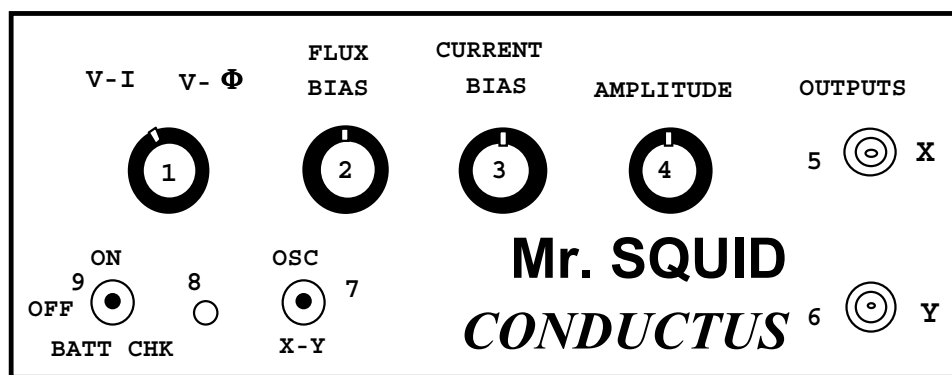 FLUX BIAS
CURRENT BIAS
V-I V-Φ
AMPLITUDE
OUTPUTS
1
2
3
4
5
X
ON
OSC
9
8
7
OFF
BATT CHK
X-Y
Mr. SQUID
CONDUCTUS
6
Y